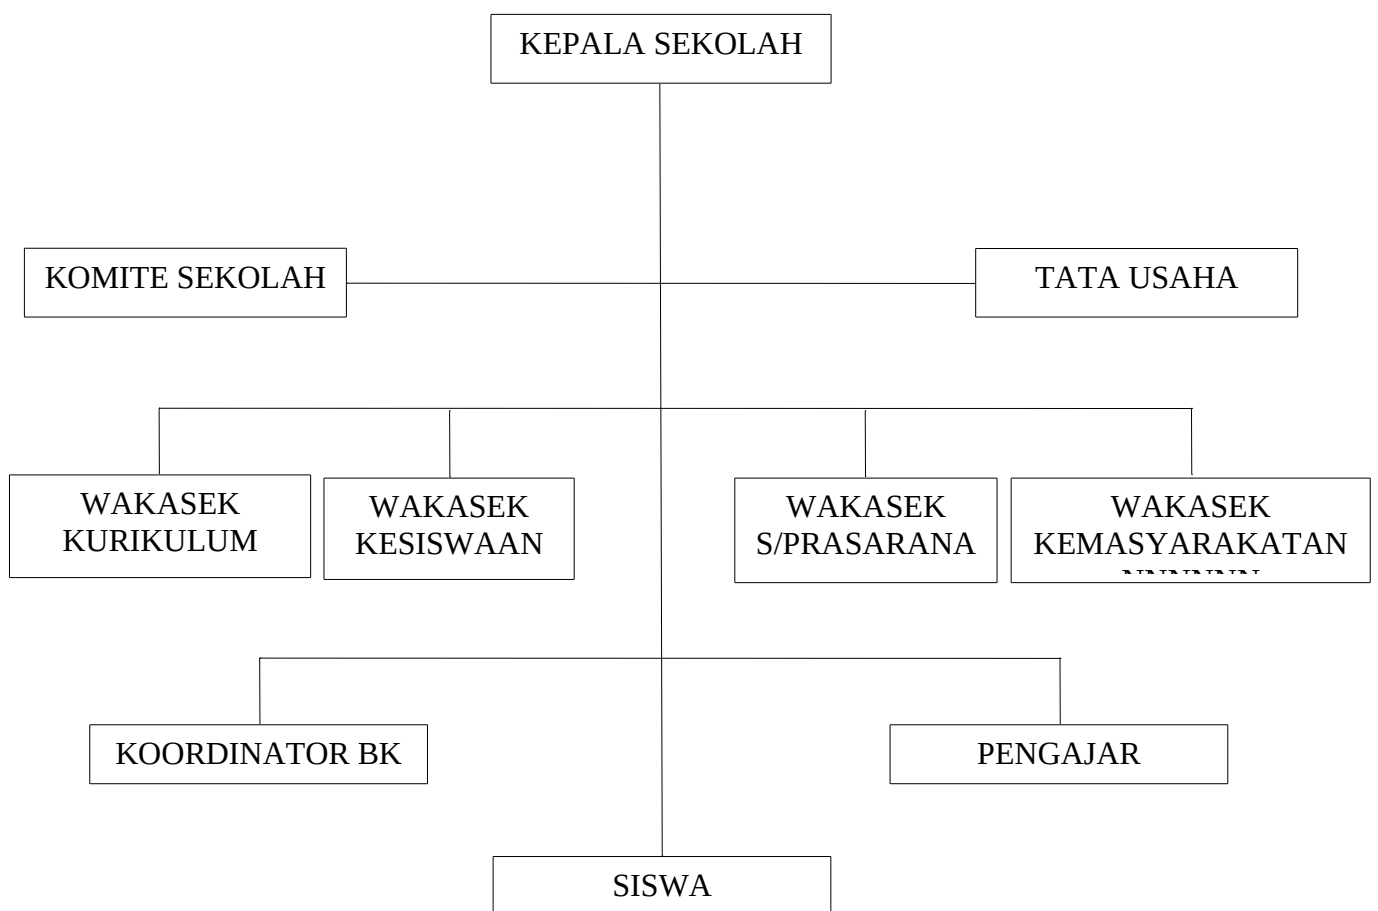 KEPALA SEKOLAH
KOMITE SEKOLAH
TATA USAHA
WAKASEK
KURIKULUM
WAKASEK
KESISWAAN
WAKASEK
S/PRASARANA
WAKASEK
KEMASYARAKATAN
KOORDINATOR BK
PENGAJAR
SISWA